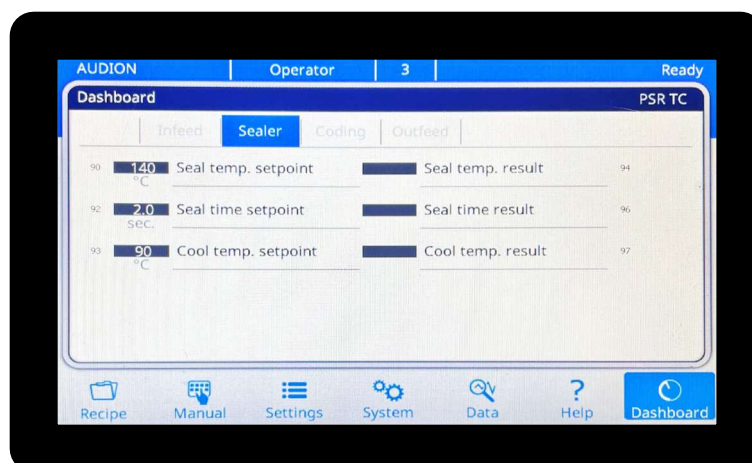 AUDION Operator 3 Ready
Dashboard PSR TC
Infeed Sealer Coding Outfeed
90 140 °C Seal temp. setpoint Seal temp. result 94
92 2.0 sec. Seal time setpoint Seal time result 96
93 90 °C Cool temp. setpoint Cool temp. result 97
Recipe Manual Settings System Data Help Dashboard